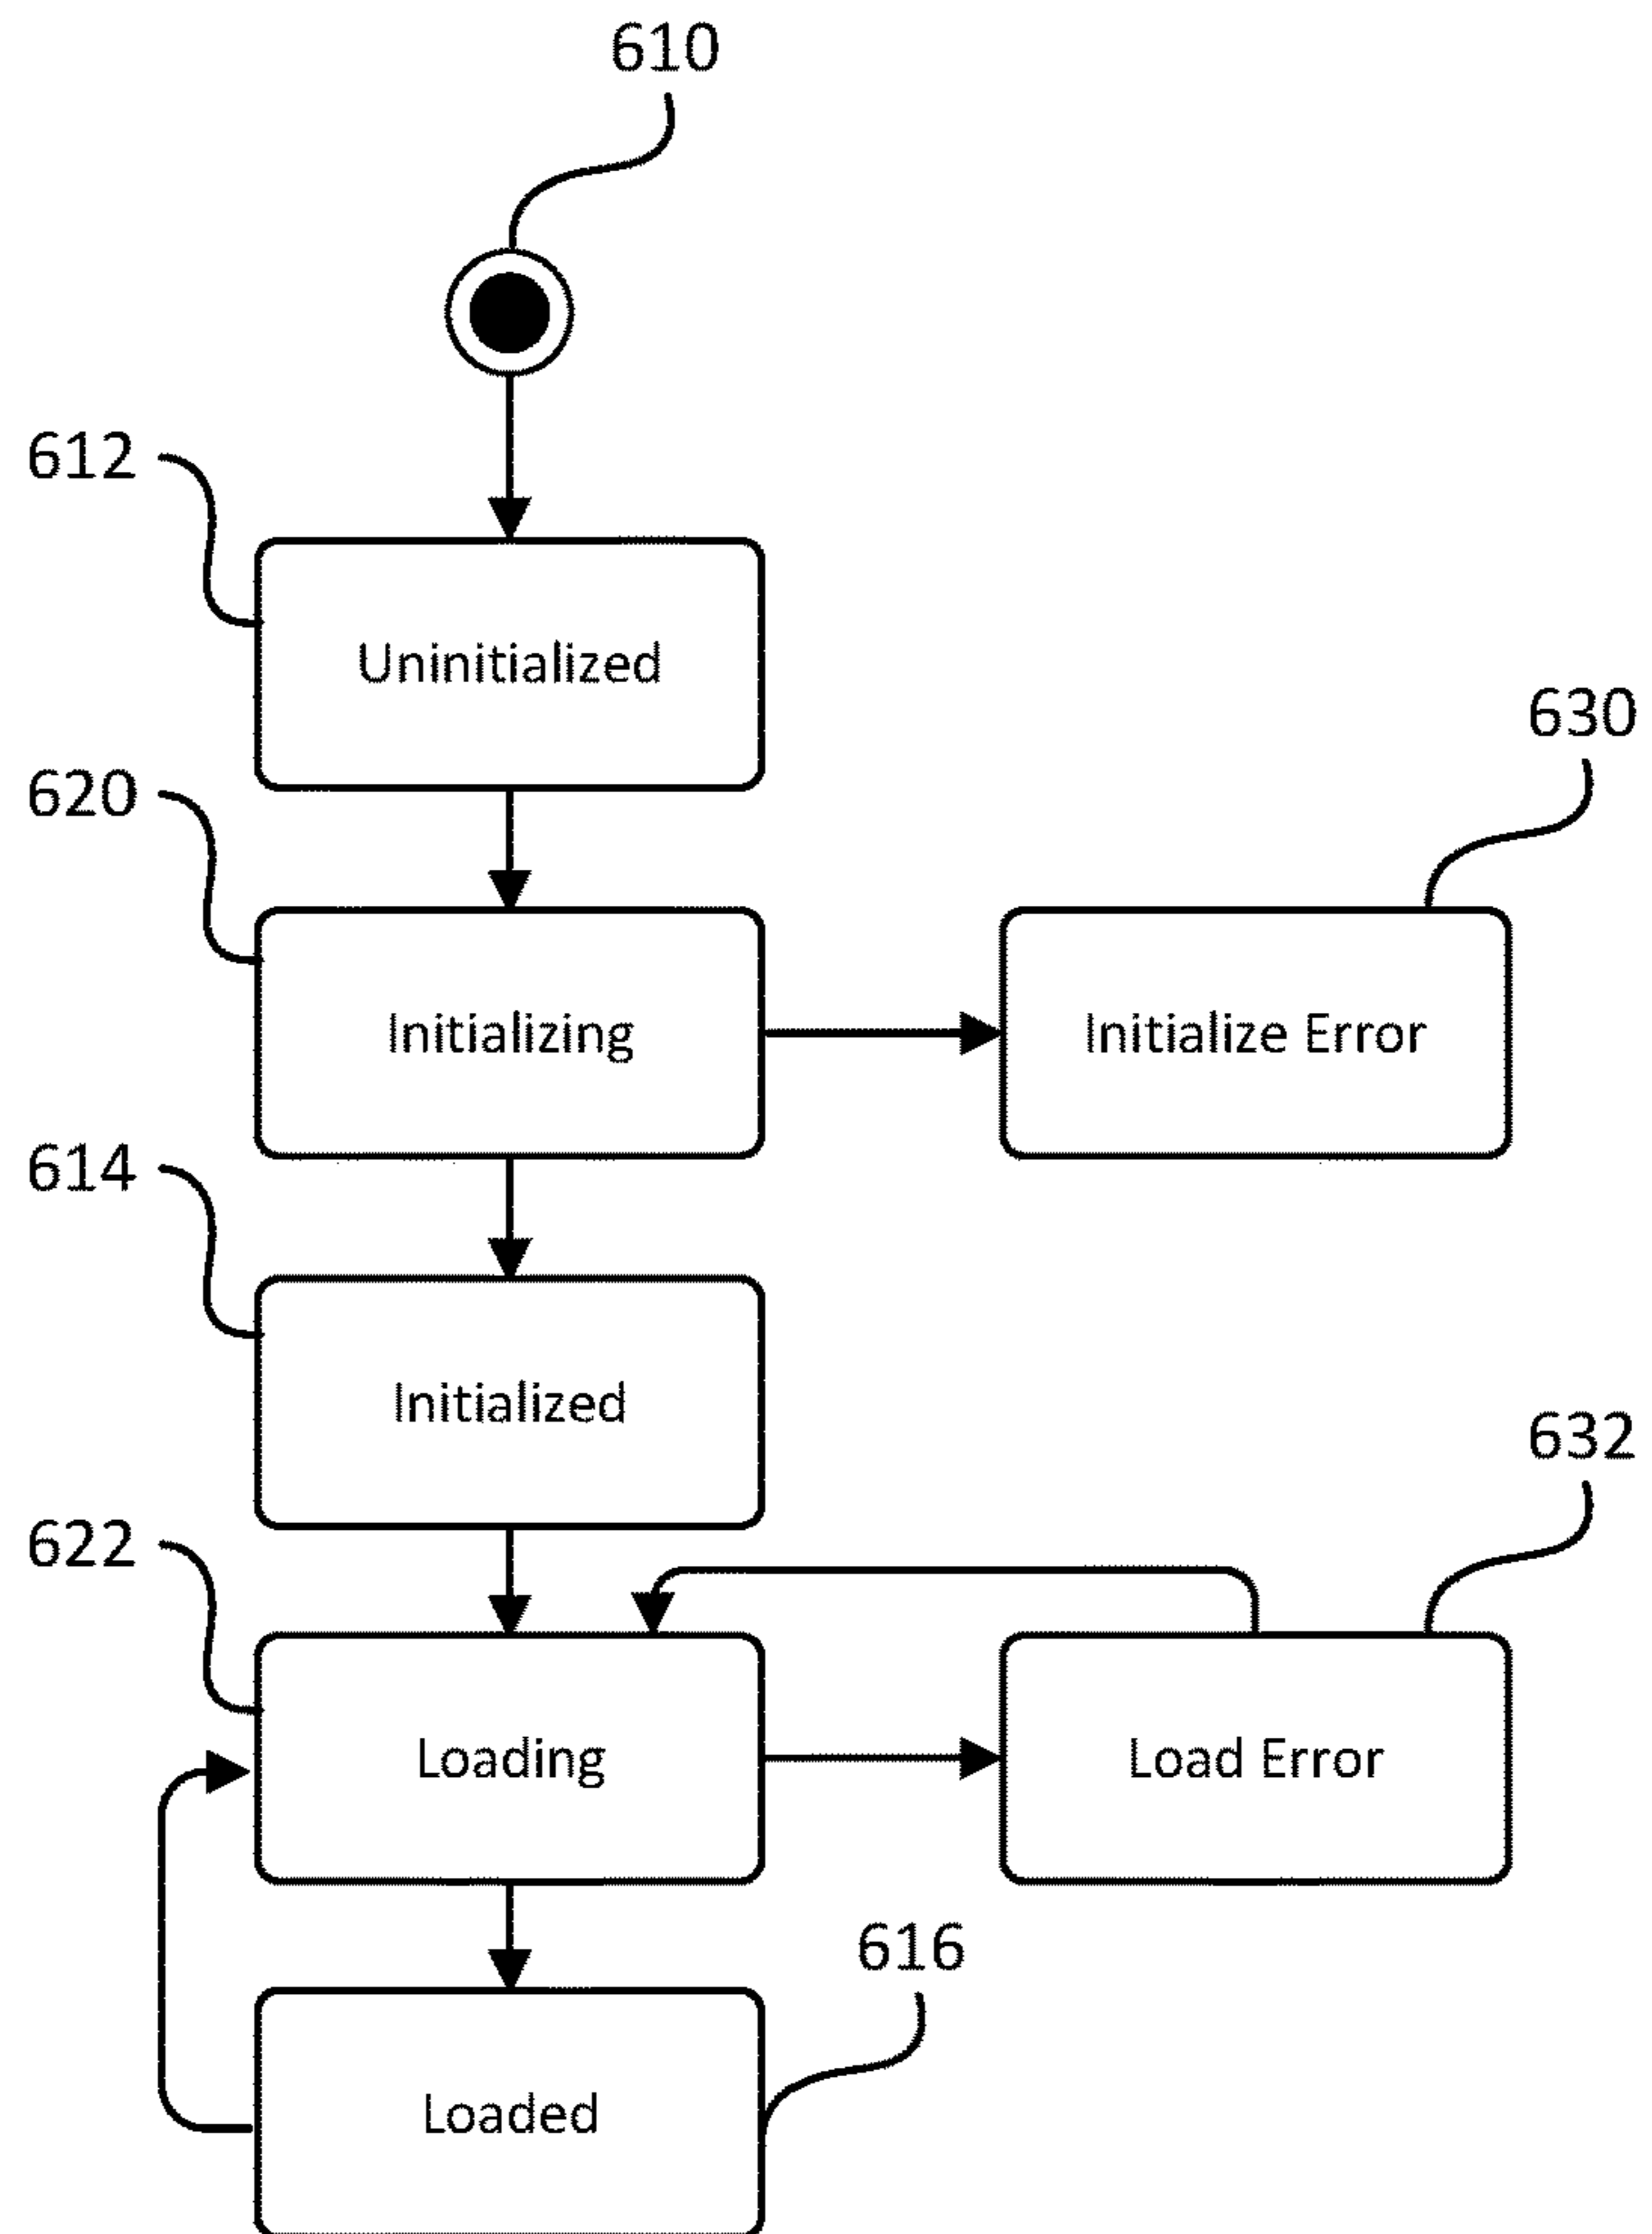 610
612
Uninitialized
630
620
Initializing
Initialize Error
614
Initialized
632
622
Loading
Load Error
616
Loaded